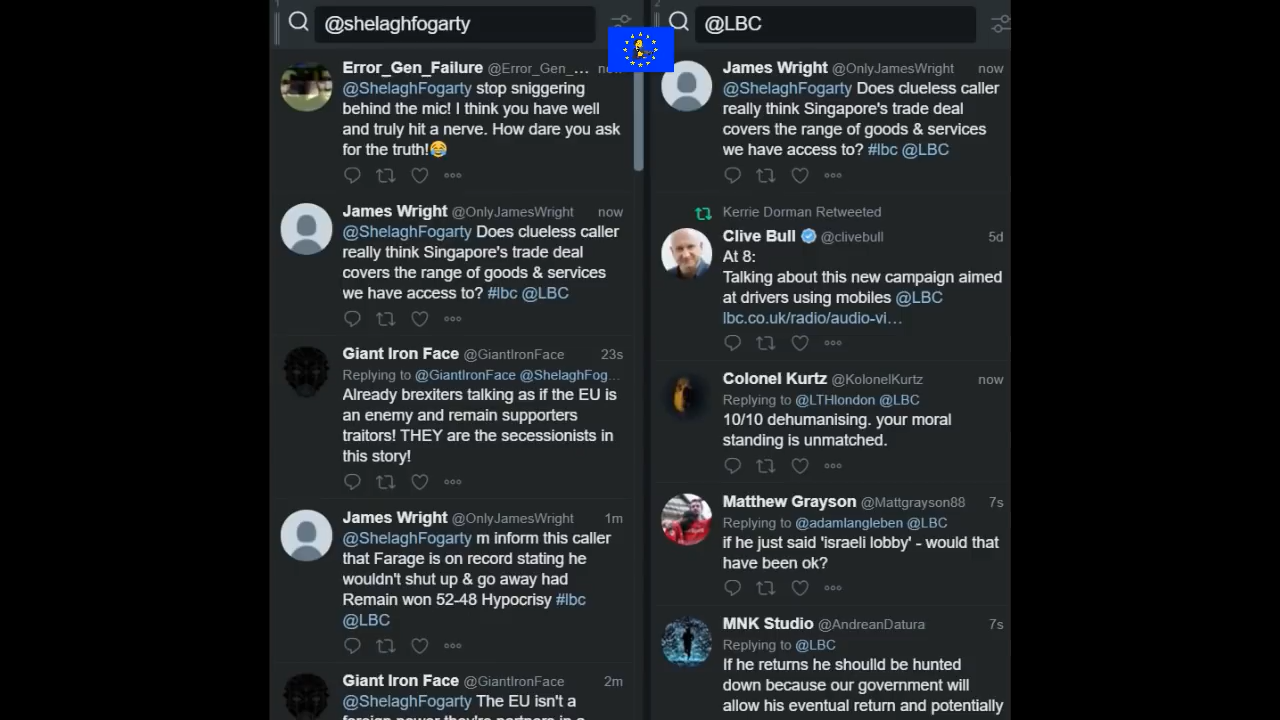 1
@shelaghfogarty
Error_Gen_Failure @Error_Gen_... now
@ShelaghFogarty stop sniggering
behind the mic! I think you have well
and truly hit a nerve. How dare you ask
for the truth!😂
James Wright @OnlyJamesWright now
@ShelaghFogarty Does clueless caller
really think Singapore's trade deal
covers the range of goods & services
we have access to? #lbc @LBC
Giant Iron Face @GiantIronFace 23s
Replying to @GiantIronFace @ShelaghFog...
Already brexiters talking as if the EU is
an enemy and remain supporters
traitors! THEY are the secessionists in
this story!
James Wright @OnlyJamesWright 1m
@ShelaghFogarty m inform this caller
that Farage is on record stating he
wouldn't shut up & go away had
Remain won 52-48 Hypocrisy #lbc
@LBC
Giant Iron Face @GiantIronFace 2m
@ShelaghFogarty The EU isn't a
foreign power they're partners in a
2
@LBC
James Wright @OnlyJamesWright now
@ShelaghFogarty Does clueless caller
really think Singapore's trade deal
covers the range of goods & services
we have access to? #lbc @LBC
Kerrie Dorman Retweeted
Clive Bull @clivebull 5d
At 8:
Talking about this new campaign aimed
at drivers using mobiles @LBC
lbc.co.uk/radio/audio-vi...
Colonel Kurtz @KolonelKurtz now
Replying to @LTHlondon @LBC
10/10 dehumanising. your moral
standing is unmatched.
Matthew Grayson @Mattgrayson88 7s
Replying to @adamlangleben @LBC
if he just said 'israeli lobby' - would that
have been ok?
MNK Studio @AndreanDatura 7s
Replying to @LBC
If he returns he should be hunted
down because our government will
allow his eventual return and potentially